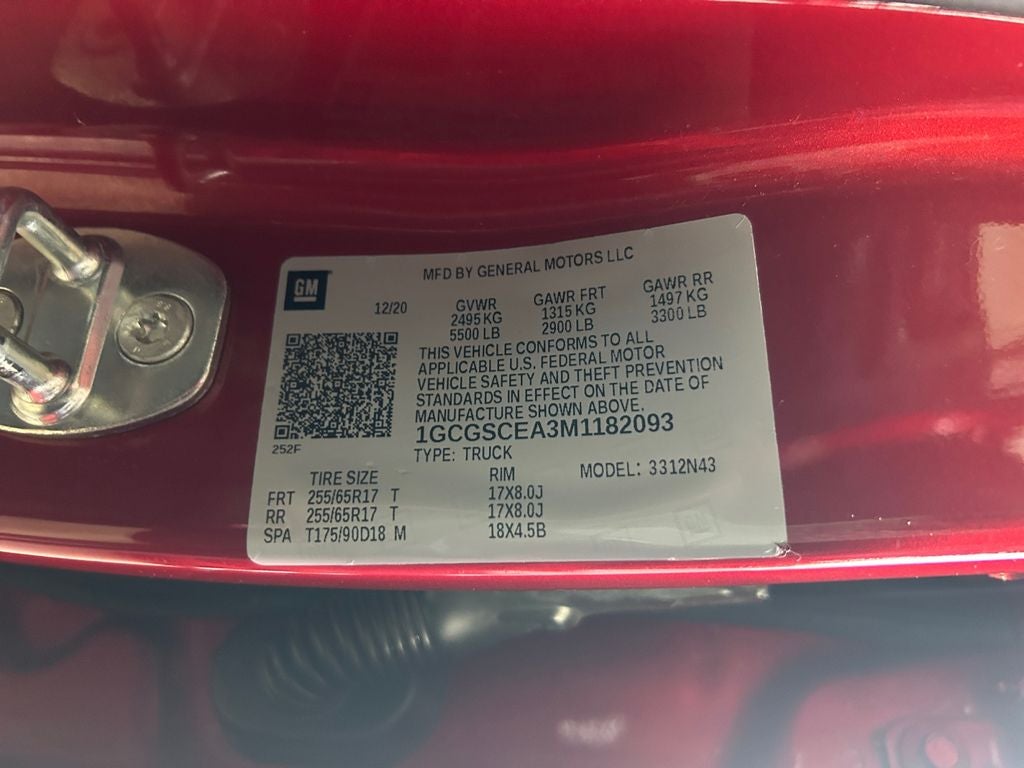 GM
MFD BY GENERAL MOTORS LLC
12/20
GVWR
2495 KG
5500 LB
GAWR FRT
1315 KG
2900 LB
GAWR RR
1497 KG
3300 LB
THIS VEHICLE CONFORMS TO ALL
APPLICABLE U.S. FEDERAL MOTOR
VEHICLE SAFETY AND THEFT PREVENTION
STANDARDS IN EFFECT ON THE DATE OF
MANUFACTURE SHOWN ABOVE.
1GCGSCEA3M1182093
252F
TYPE: TRUCK
MODEL: 3312N43
TIRE SIZE RIM
FRT 255/65R17 T 17X8.0J
RR 255/65R17 T 17X8.0J
SPA T175/90D18 M 18X4.5B